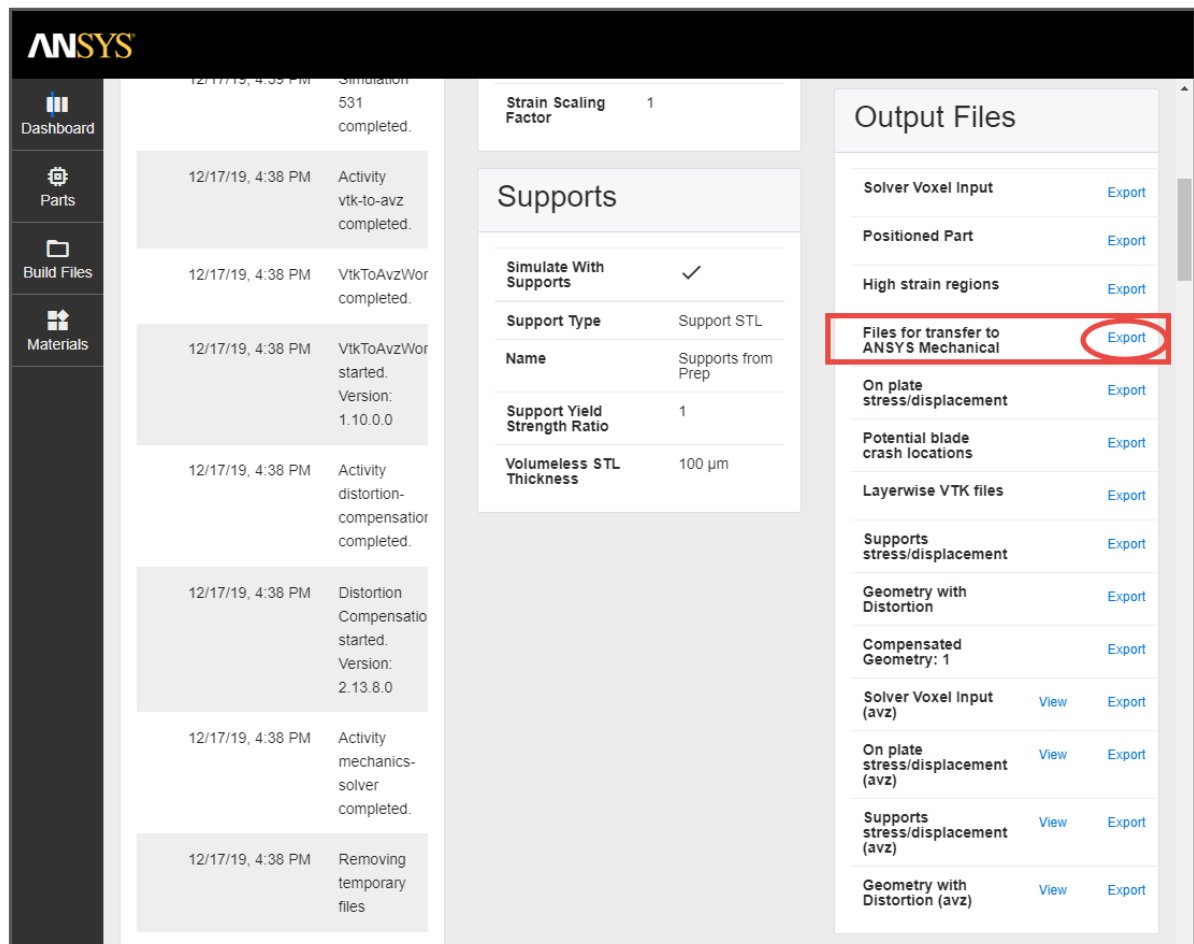 ANSYS
Dashboard
Parts
Build Files
Materials
12/17/19, 4:39 PM Simulation
531
completed.
12/17/19, 4:38 PM Activity
vtk-to-avz
completed.
12/17/19, 4:38 PM VtkToAvzWor
completed.
12/17/19, 4:38 PM VtkToAvzWor
started.
Version:
1.10.0.0
12/17/19, 4:38 PM Activity
distortion-
compensation
completed.
12/17/19, 4:38 PM Distortion
Compensatio
started.
Version:
2.13.8.0
12/17/19, 4:38 PM Activity
mechanics-
solver
completed.
12/17/19, 4:38 PM Removing
temporary
files
Strain Scaling
Factor 1
Supports
Simulate With
Supports
Support Type Support STL
Name Supports from
Prep
Support Yield
Strength Ratio 1
Volumeless STL
Thickness 100 µm
Output Files
Solver Voxel Input Export
Positioned Part Export
High strain regions Export
Files for transfer to
ANSYS Mechanical Export
On plate
stress/displacement Export
Potential blade
crash locations Export
Layerwise VTK files Export
Supports
stress/displacement Export
Geometry with
Distortion Export
Compensated
Geometry: 1 Export
Solver Voxel Input
(avz) View Export
On plate
stress/displacement
(avz) View Export
Supports
stress/displacement
(avz) View Export
Geometry with
Distortion (avz) View Export